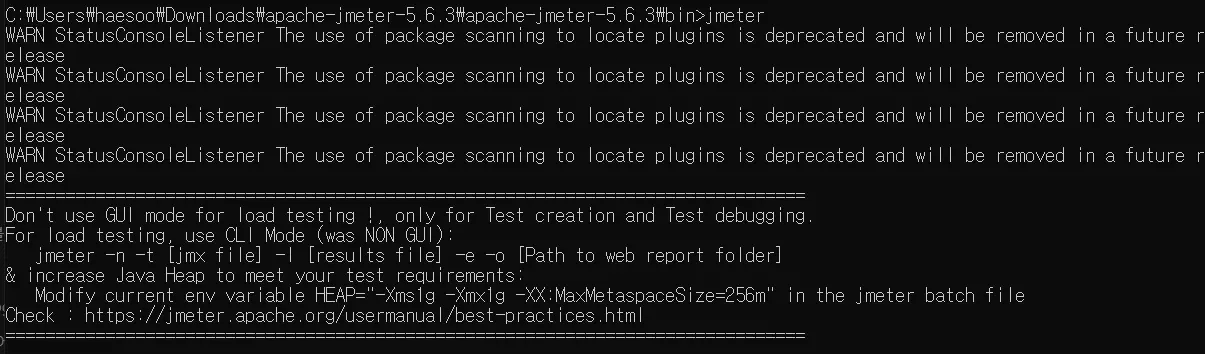 C:₩Users₩haesoo₩Downloads₩apache-jmeter-5.6.3₩apache-jmeter-5.6.3₩bin>jmeter
WARN StatusConsoleListener The use of package scanning to locate plugins is deprecated and will be removed in a future r
elease
WARN StatusConsoleListener The use of package scanning to locate plugins is deprecated and will be removed in a future r
elease
WARN StatusConsoleListener The use of package scanning to locate plugins is deprecated and will be removed in a future r
elease
WARN StatusConsoleListener The use of package scanning to locate plugins is deprecated and will be removed in a future r
elease
================================================================================
Don't use GUI mode for load testing !, only for Test creation and Test debugging.
For load testing, use CLI Mode (was NON GUI):
   jmeter -n -t [jmx file] -l [results file] -e -o [Path to web report folder]
& increase Java Heap to meet your test requirements:
   Modify current env variable HEAP="-Xms1g -Xmx1g -XX:MaxMetaspaceSize=256m" in the jmeter batch file
Check : https://jmeter.apache.org/usermanual/best-practices.html
================================================================================